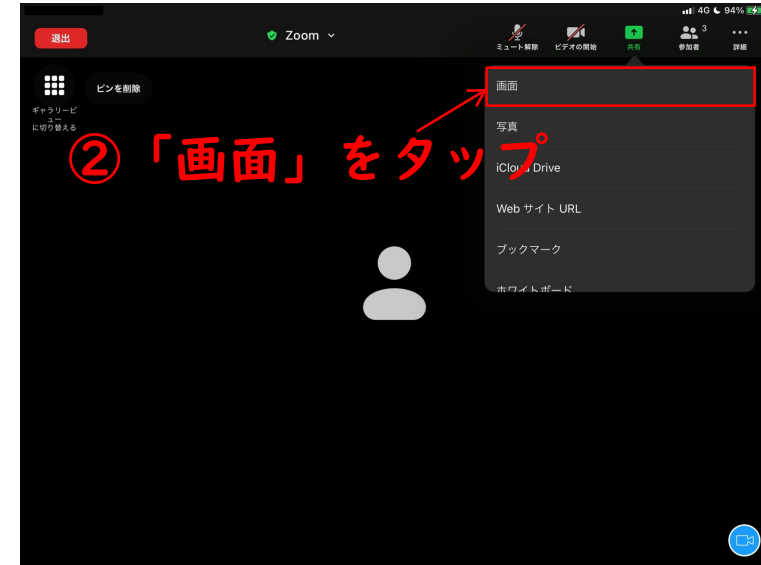 4G 94%
退出
Zoom
ミュート解除
ビデオの開始
共有
参加者
3
詳細
ギャラリービ
ュー
に切り替える
ピンを削除
画面
写真
iCloud Drive
Web サイト URL
ブックマーク
ホワイトボード
②「画面」をタップ